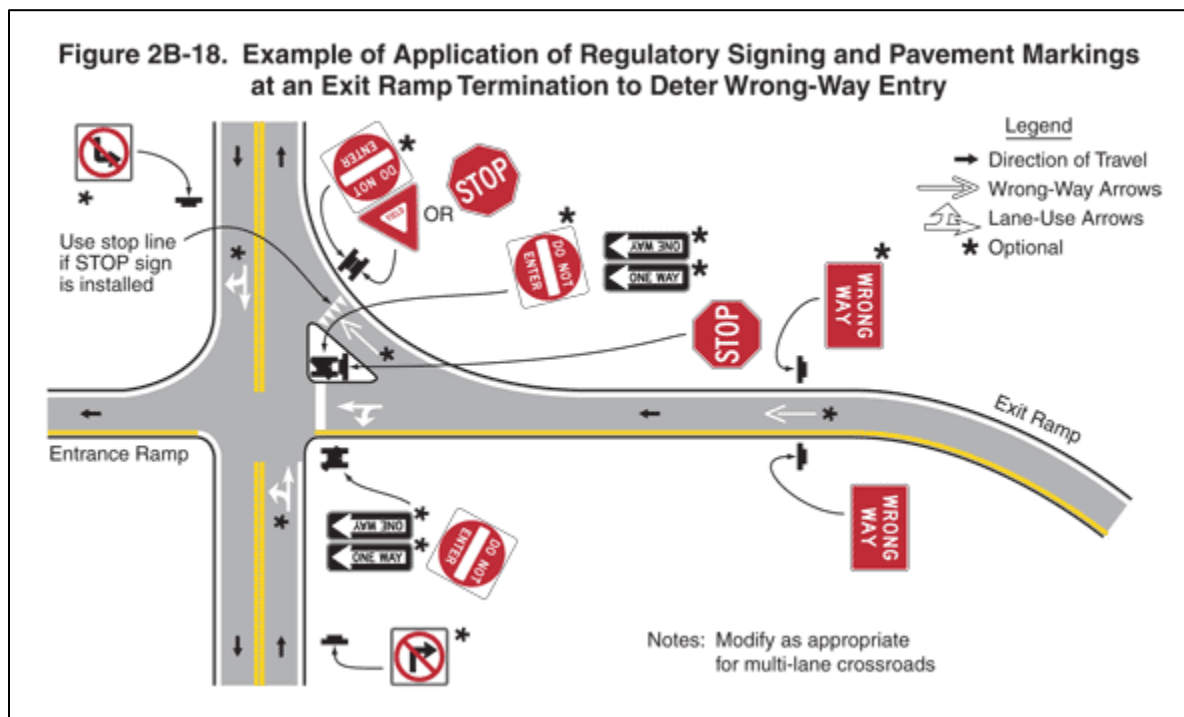 Figure 2B-18. Example of Application of Regulatory Signing and Pavement Markings
at an Exit Ramp Termination to Deter Wrong-Way Entry
Legend
Direction of Travel
Wrong-Way Arrows
Lane-Use Arrows
* Optional
*
DO NOT
ENTER
*
YIELD
OR
STOP
Use stop line
if STOP sign
is installed
*
DO NOT
ENTER
*
ONE WAY
*
ONE WAY
*
STOP
WRONG
WAY
*
*
*
Exit Ramp
Entrance Ramp
WRONG
WAY
*
ONE WAY
*
ONE WAY
*
DO NOT
ENTER
*
Notes: Modify as appropriate
for multi-lane crossroads